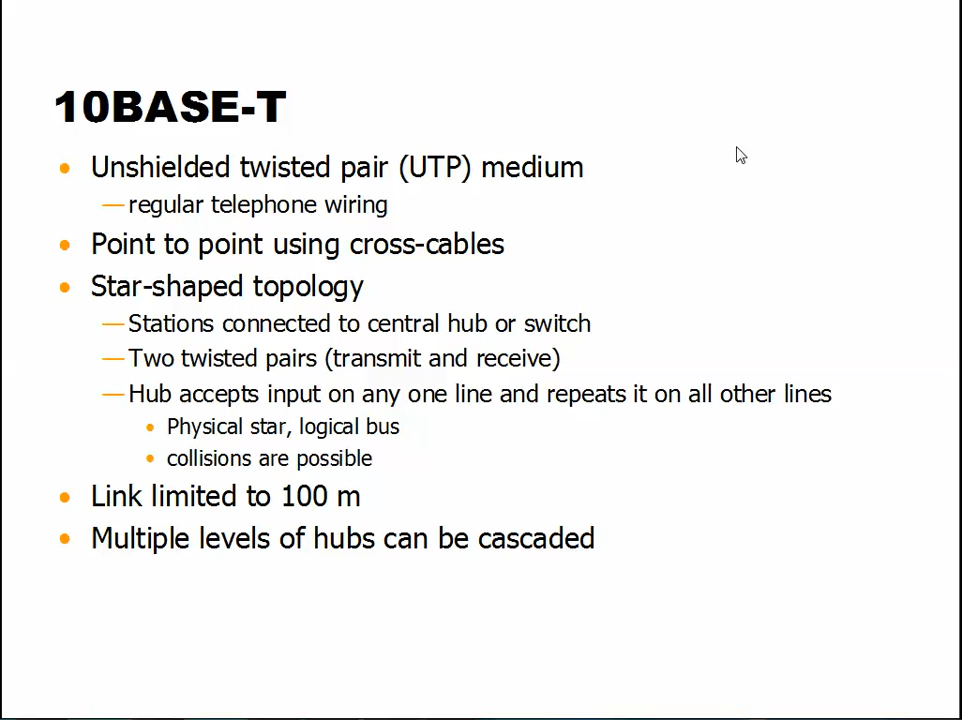 10BASE-T
• Unshielded twisted pair (UTP) medium
—regular telephone wiring
• Point to point using cross-cables
• Star-shaped topology
—Stations connected to central hub or switch
—Two twisted pairs (transmit and receive)
—Hub accepts input on any one line and repeats it on all other lines
• Physical star, logical bus
• collisions are possible
• Link limited to 100 m
• Multiple levels of hubs can be cascaded